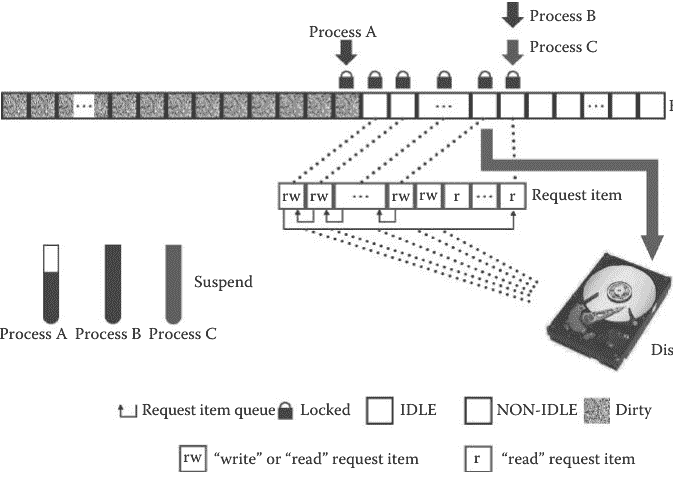 Process B
Process A
Process C
... ... ...
rw rw ... rw rw r ... r Request item
Suspend
Process A Process B Process C
Request item queue Locked IDLE NON-IDLE Dirty
rw "write" or "read" request item r "read" request item